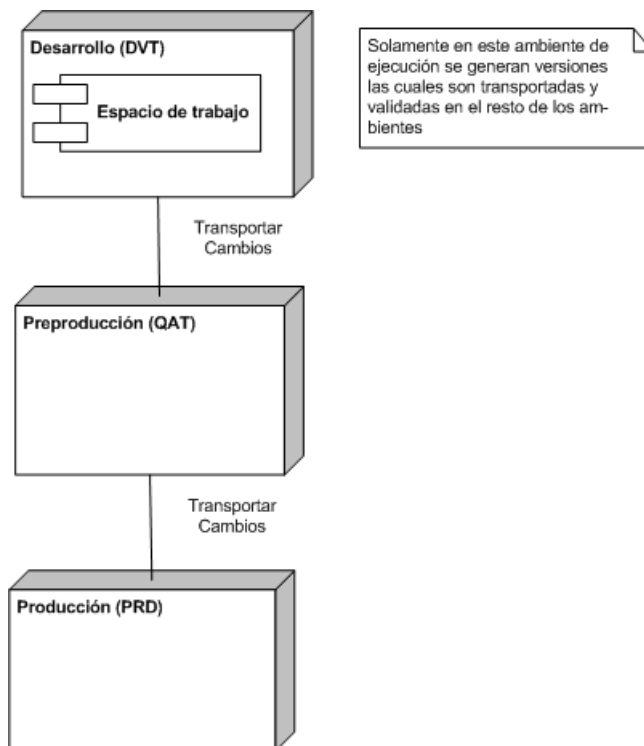 Desarrollo (DVT)
Espacio de trabajo
Solamente en este ambiente de
ejecución se generan versiones
las cuales son transportadas y
validadas en el resto de los am-
bientes
Transportar
Cambios
Preproducción (QAT)
Transportar
Cambios
Producción (PRD)